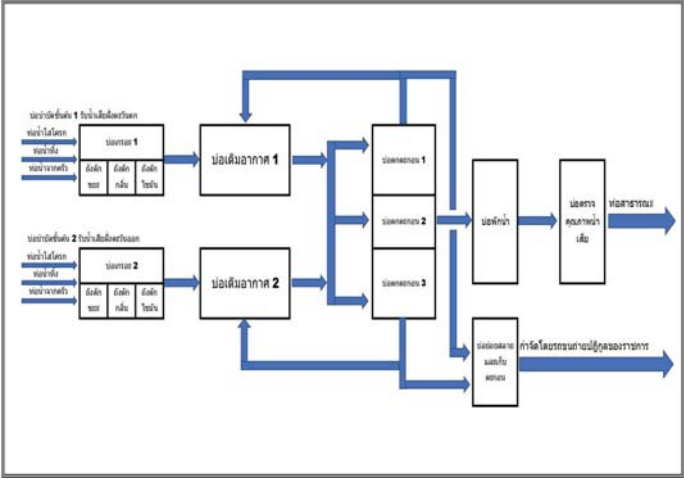 บ่อบำบัดขั้นต้น 1 รับน้ำเสียฝั่งตะวันตก
ท่อน้ำโสโครก
ท่อน้ำทิ้ง
ท่อน้ำจากครัว
บ่อเกรอะ 1
ถังดักขยะ
ถังดักกลิ่น
ถังดักไขมัน
บ่อเติมอากาศ 1
บ่อบำบัดขั้นต้น 2 รับน้ำเสียฝั่งตะวันออก
ท่อน้ำโสโครก
ท่อน้ำทิ้ง
ท่อน้ำจากครัว
บ่อเกรอะ 2
ถังดักขยะ
ถังดักกลิ่น
ถังดักไขมัน
บ่อเติมอากาศ 2
บ่อตกตะกอน 1
บ่อตกตะกอน 2
บ่อตกตะกอน 3
บ่อพักน้ำ
บ่อตรวจ
คุณภาพน้ำ
เสีย
ท่อสาธารณะ
บ่อย่อยสลาย
และเก็บ
ตะกอน
กำจัดโดยรถขนถ่ายปฏิกูลของราชการ